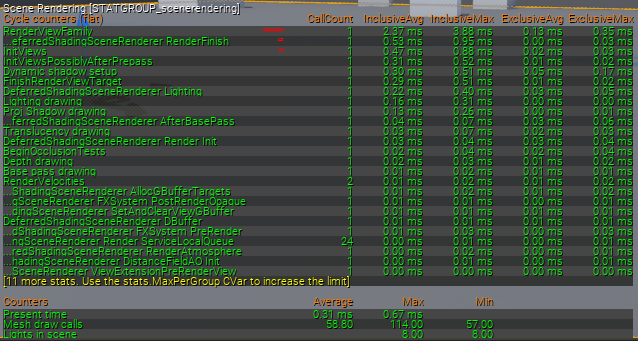 Scene Rendering [STATGROUP_scenerendering]
Cycle counters (flat) CallCount InclusiveAvg InclusiveMax ExclusiveAvg ExclusiveMax
RenderViewFamily 1 2.37 ms 3.88 ms 0.13 ms 0.35 ms
...eferredShadingSceneRenderer RenderFinish 1 0.53 ms 0.95 ms 0.00 ms 0.03 ms
InitViews 1 0.47 ms 0.88 ms 0.02 ms 0.03 ms
InitViewsPossiblyAfterPrepass 1 0.31 ms 0.52 ms 0.01 ms 0.02 ms
Dynamic shadow setup 1 0.30 ms 0.51 ms 0.05 ms 0.17 ms
FinishRenderViewTarget 1 0.29 ms 0.51 ms 0.01 ms 0.02 ms
DeferredShadingSceneRenderer Lighting 1 0.22 ms 0.40 ms 0.03 ms 0.05 ms
Lighting drawing 1 0.16 ms 0.31 ms 0.00 ms 0.00 ms
Proj Shadow drawing 1 0.13 ms 0.26 ms 0.00 ms 0.01 ms
...ferredShadingSceneRenderer AfterBasePass 1 0.04 ms 0.07 ms 0.03 ms 0.06 ms
Translucency drawing 1 0.03 ms 0.07 ms 0.02 ms 0.03 ms
DeferredShadingSceneRenderer Render Init 1 0.03 ms 0.04 ms 0.03 ms 0.04 ms
BeginOcclusionTests 1 0.02 ms 0.04 ms 0.02 ms 0.04 ms
Depth drawing 1 0.02 ms 0.03 ms 0.01 ms 0.02 ms
Base pass drawing 1 0.01 ms 0.03 ms 0.00 ms 0.01 ms
RenderVelocities 2 0.01 ms 0.02 ms 0.01 ms 0.02 ms
...ShadingSceneRenderer AllocGBufferTargets 1 0.01 ms 0.02 ms 0.01 ms 0.02 ms
...gSceneRenderer FXSystem PostRenderOpaque 1 0.01 ms 0.02 ms 0.00 ms 0.01 ms
...dingSceneRenderer SetAndClearViewGBuffer 1 0.01 ms 0.02 ms 0.01 ms 0.02 ms
DeferredShadingSceneRenderer DBuffer 1 0.01 ms 0.02 ms 0.00 ms 0.01 ms
...dShadingSceneRenderer FXSystem PreRender 1 0.01 ms 0.03 ms 0.01 ms 0.03 ms
...ngSceneRenderer Render ServiceLocalQueue 24 0.00 ms 0.01 ms 0.00 ms 0.01 ms
...redShadingSceneRenderer RenderAtmosphere 1 0.00 ms 0.02 ms 0.00 ms 0.01 ms
...hadingSceneRenderer DistanceFieldAO Init 1 0.00 ms 0.01 ms 0.00 ms 0.01 ms
...SceneRenderer ViewExtensionPreRenderView 1 0.00 ms 0.00 ms 0.00 ms 0.00 ms
[11 more stats. Use the stats.MaxPerGroup CVar to increase the limit]
Counters Average Max Min
Present time 0.31 ms 0.67 ms
Mesh draw calls 58.80 114.00 57.00
Lights in scene 8.00 8.00